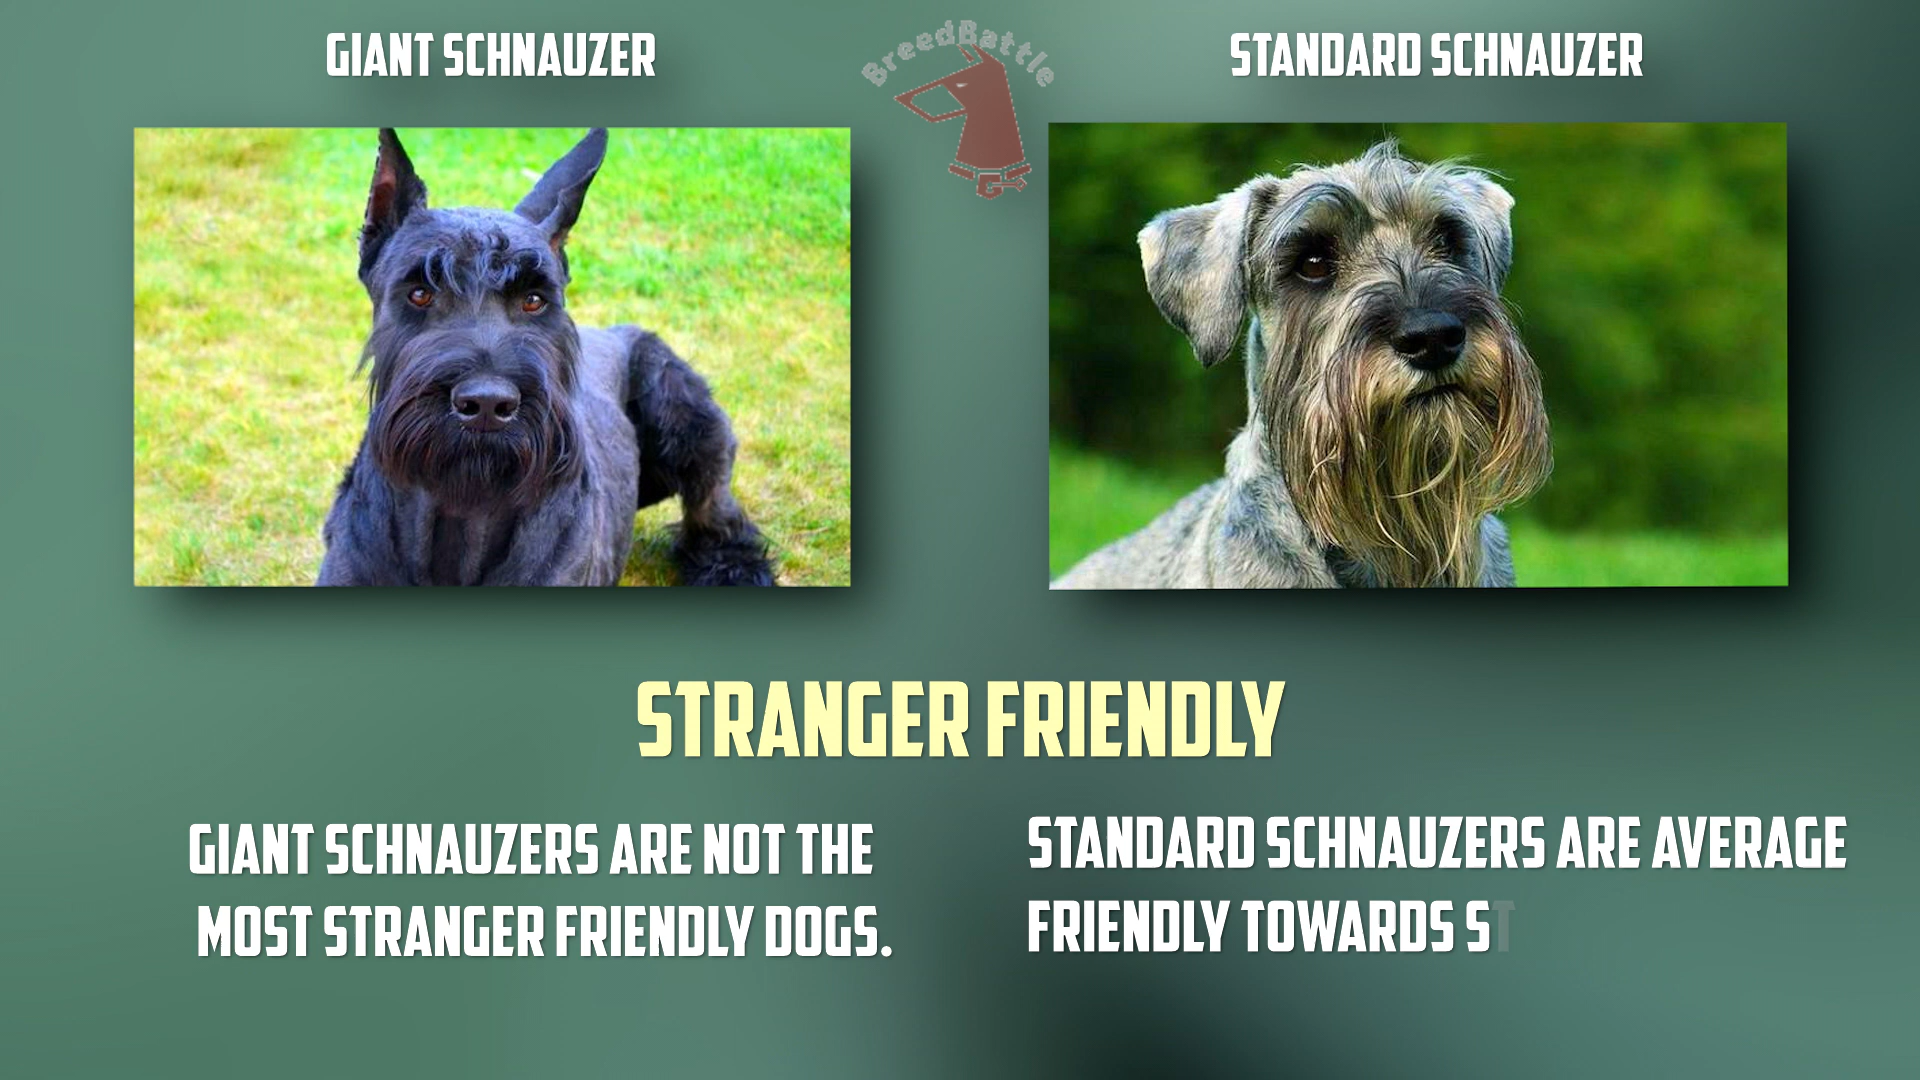 GIANT SCHNAUZER
BreedBattle
STANDARD SCHNAUZER
STRANGER FRIENDLY
GIANT SCHNAUZERS ARE NOT THE
MOST STRANGER FRIENDLY DOGS.
STANDARD SCHNAUZERS ARE AVERAGE
FRIENDLY TOWARDS ST